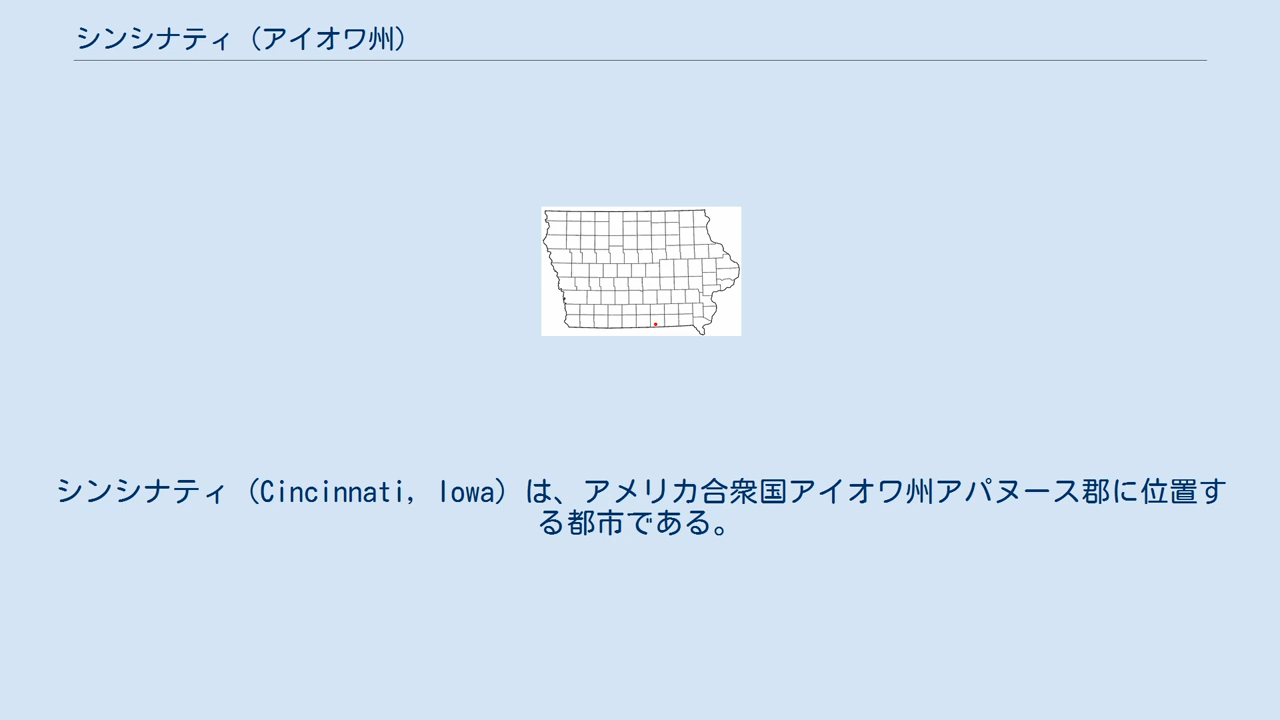 シンシナティ（アイオワ州）
シンシナティ（Cincinnati, Iowa）は、アメリカ合衆国アイオワ州アパヌース郡に位置す
る都市である。